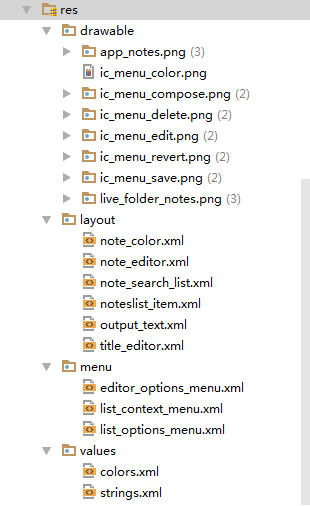 res
drawable
app_notes.png (3)
ic_menu_color.png
ic_menu_compose.png (2)
ic_menu_delete.png (2)
ic_menu_edit.png (2)
ic_menu_revert.png (2)
ic_menu_save.png (2)
live_folder_notes.png (3)
layout
note_color.xml
note_editor.xml
note_search_list.xml
noteslist_item.xml
output_text.xml
title_editor.xml
menu
editor_options_menu.xml
list_context_menu.xml
list_options_menu.xml
values
colors.xml
strings.xml